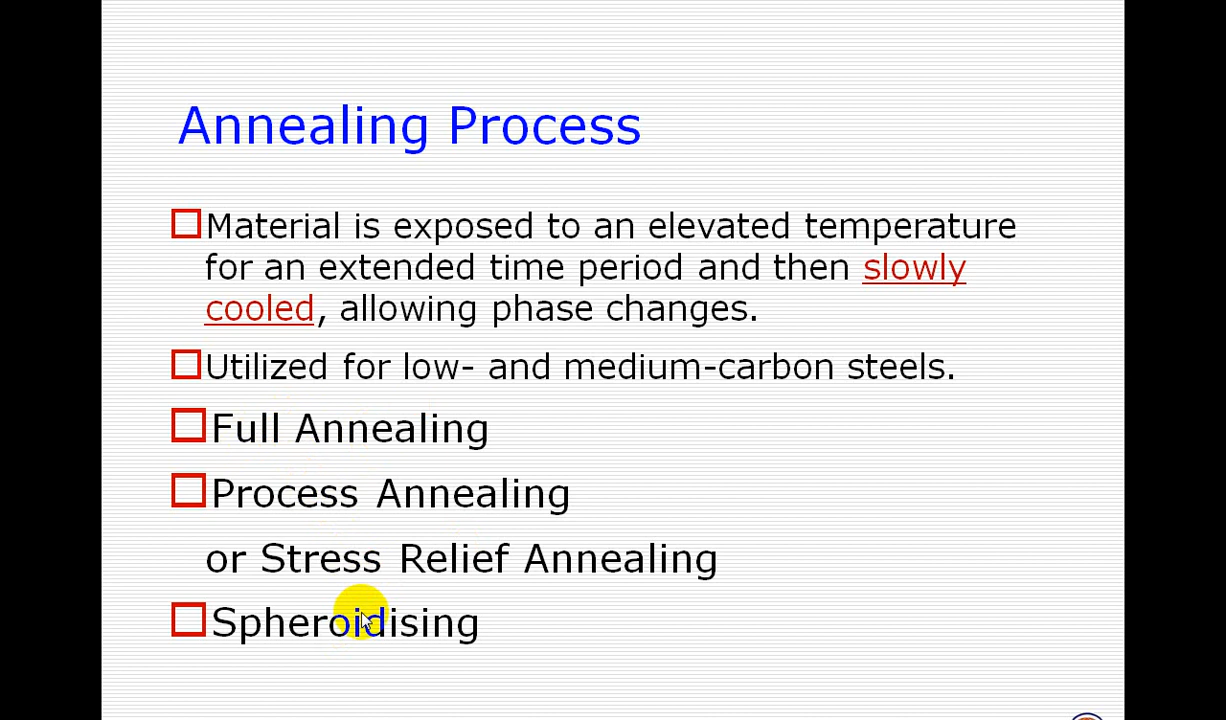 Annealing Process
Material is exposed to an elevated temperature
for an extended time period and then slowly
cooled, allowing phase changes.
Utilized for low- and medium-carbon steels.
Full Annealing
Process Annealing
or Stress Relief Annealing
Spheroidising